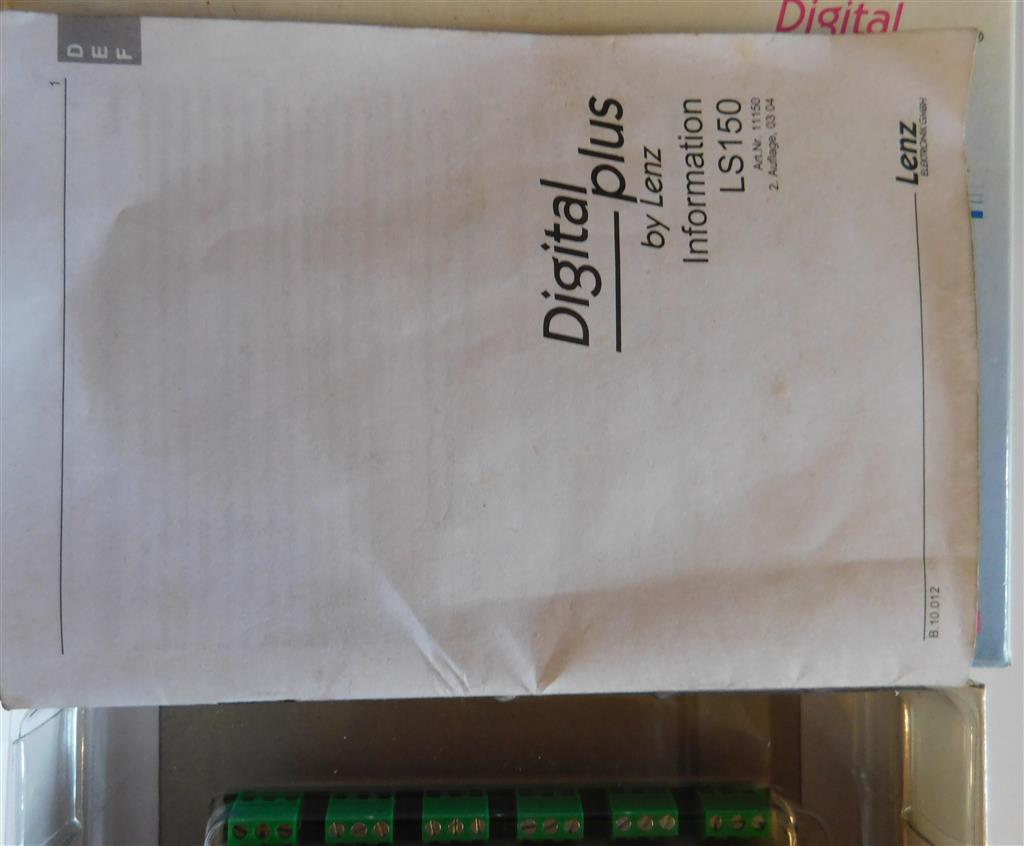 Digital
D
E
F
1
Digital
plus
by Lenz
Information
LS150
Art.Nr. 11150
2. Auflage, 03 04
Lenz
ELEKTRONIK GMBH
B.10.012